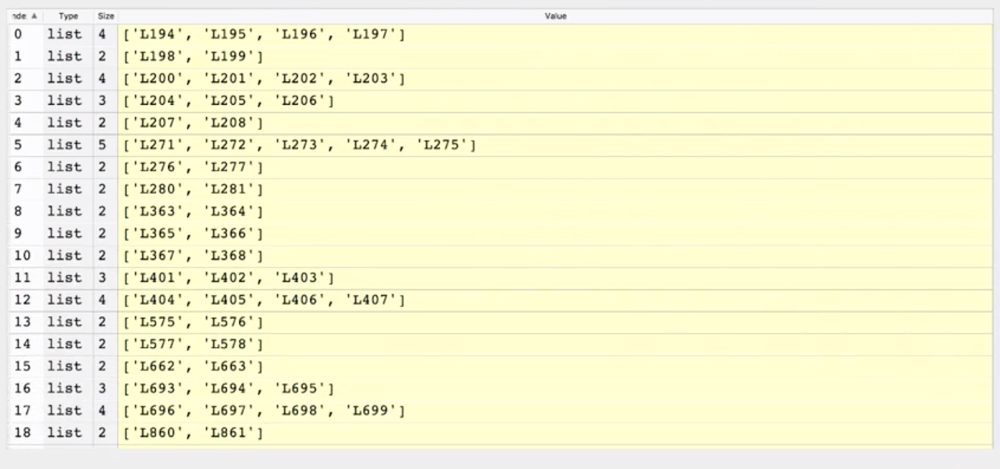 nde ▲ Type Size Value
0 list 4 ['L194', 'L195', 'L196', 'L197']
1 list 2 ['L198', 'L199']
2 list 4 ['L200', 'L201', 'L202', 'L203']
3 list 3 ['L204', 'L205', 'L206']
4 list 2 ['L207', 'L208']
5 list 5 ['L271', 'L272', 'L273', 'L274', 'L275']
6 list 2 ['L276', 'L277']
7 list 2 ['L280', 'L281']
8 list 2 ['L363', 'L364']
9 list 2 ['L365', 'L366']
10 list 2 ['L367', 'L368']
11 list 3 ['L401', 'L402', 'L403']
12 list 4 ['L404', 'L405', 'L406', 'L407']
13 list 2 ['L575', 'L576']
14 list 2 ['L577', 'L578']
15 list 2 ['L662', 'L663']
16 list 3 ['L693', 'L694', 'L695']
17 list 4 ['L696', 'L697', 'L698', 'L699']
18 list 2 ['L860', 'L861']